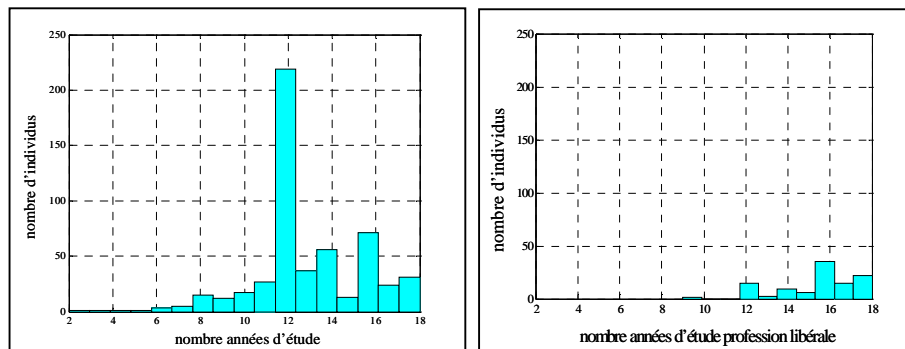 250
200
150
100
50
0
2 4 6 8 10 12 14 16 18
nombre d'individus
nombre années d'étude
250
200
150
100
50
0
2 4 6 8 10 12 14 16 18
nombre d'individus
nombre années d'étude profession libérale